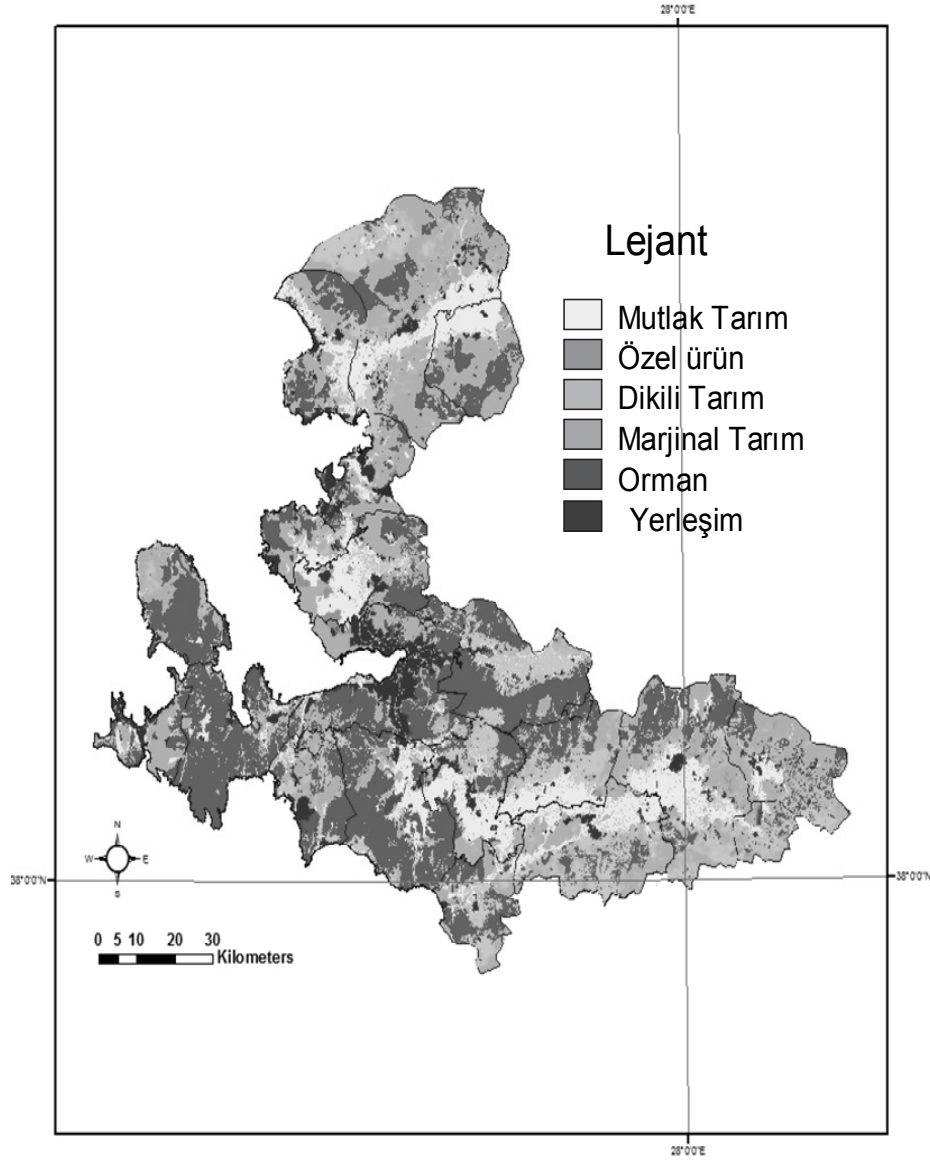 28°0'0"E
Lejant
Mutlak Tarım
Özel ürün
Dikili Tarım
Marjinal Tarım
Orman
Yerleşim
N
W E
S
38°0'0"N 38°0'0"N
0 5 10 20 30
Kilometers
28°0'0"E